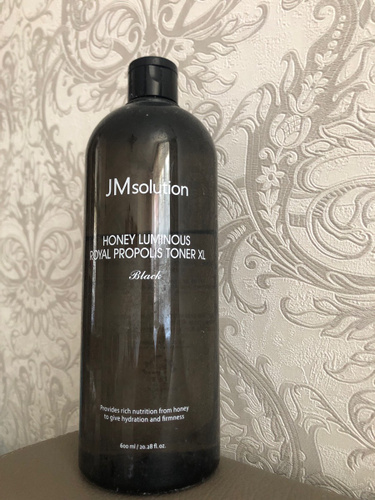 JMsolution
HONEY LUMINOUS
ROYAL PROPOLIS TONER XL
Black
Provides rich nutrition from honey
to give hydration and firmness
600 ml / 20.28 fl. oz.